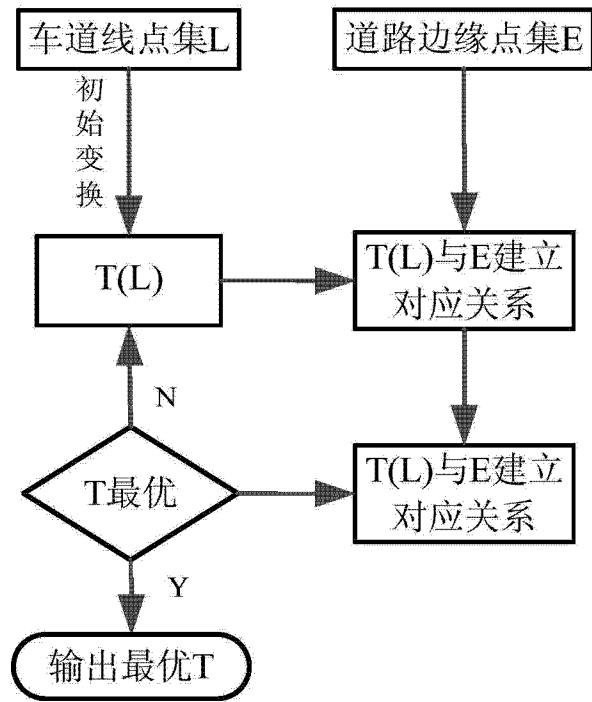 车道线点集L
道路边缘点集E
初始变换
T(L)
T(L)与E建立
对应关系
N
T最优
T(L)与E建立
对应关系
Y
输出最优T